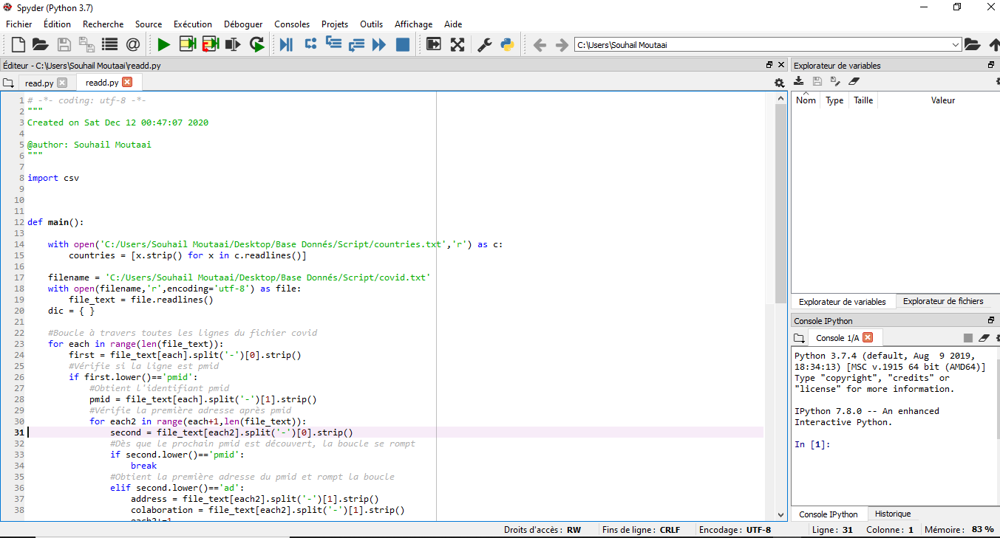 Spyder (Python 3.7)
Fichier Édition Recherche Source Exécution Déboguer Consoles Projets Outils Affichage Aide
C:\Users\Souhail Moutaai
Éditeur - C:\Users\Souhail Moutaai\readd.py
read.py readd.py
1 # -*- coding: utf-8 -*-
2 """
3 Created on Sat Dec 12 00:47:07 2020
4
5 @author: Souhail Moutaai
6 """
7
8 import csv
9
10
11
12 def main():
13
14     with open('C:/Users/Souhail Moutaai/Desktop/Base Donnés/Script/countries.txt','r') as c:
15         countries = [x.strip() for x in c.readlines()]
16
17     filename = 'C:/Users/Souhail Moutaai/Desktop/Base Donnés/Script/covid.txt'
18     with open(filename,'r',encoding='utf-8') as file:
19         file_text = file.readlines()
20     dic = { }
21
22     #Boucle à travers toutes les lignes du fichier covid
23     for each in range(len(file_text)):
24         first = file_text[each].split('-')[0].strip()
25         #Vérifie si la ligne est pmid
26         if first.lower()=='pmid':
27             #Obtient l'identifiant pmid
28             pmid = file_text[each].split('-')[1].strip()
29             #Vérifie la première adresse après pmid
30             for each2 in range(each+1,len(file_text)):
31                 second = file_text[each2].split('-')[0].strip()
32                 #Dès que le prochain pmid est découvert, la boucle se rompt
33                 if second.lower()=='pmid':
34                     break
35                 #Obtient la première adresse du pmid et rompt la boucle
36                 elif second.lower()=='ad':
37                     address = file_text[each2].split('-')[1].strip()
38                     colaboration = file_text[each2].split('-')[1].strip()
Explorateur de variables
Nom Type Taille Valeur
Explorateur de variables Explorateur de fichiers
Console IPython
Console 1/A
Python 3.7.4 (default, Aug  9 2019,
18:34:13) [MSC v.1915 64 bit (AMD64)]
Type "copyright", "credits" or
"license" for more information.
IPython 7.8.0 -- An enhanced
Interactive Python.
In [1]:
Console IPython Historique
Droits d'accès : RW Fins de ligne : CRLF Encodage : UTF-8 Ligne : 31 Colonne : 1 Mémoire : 83 %